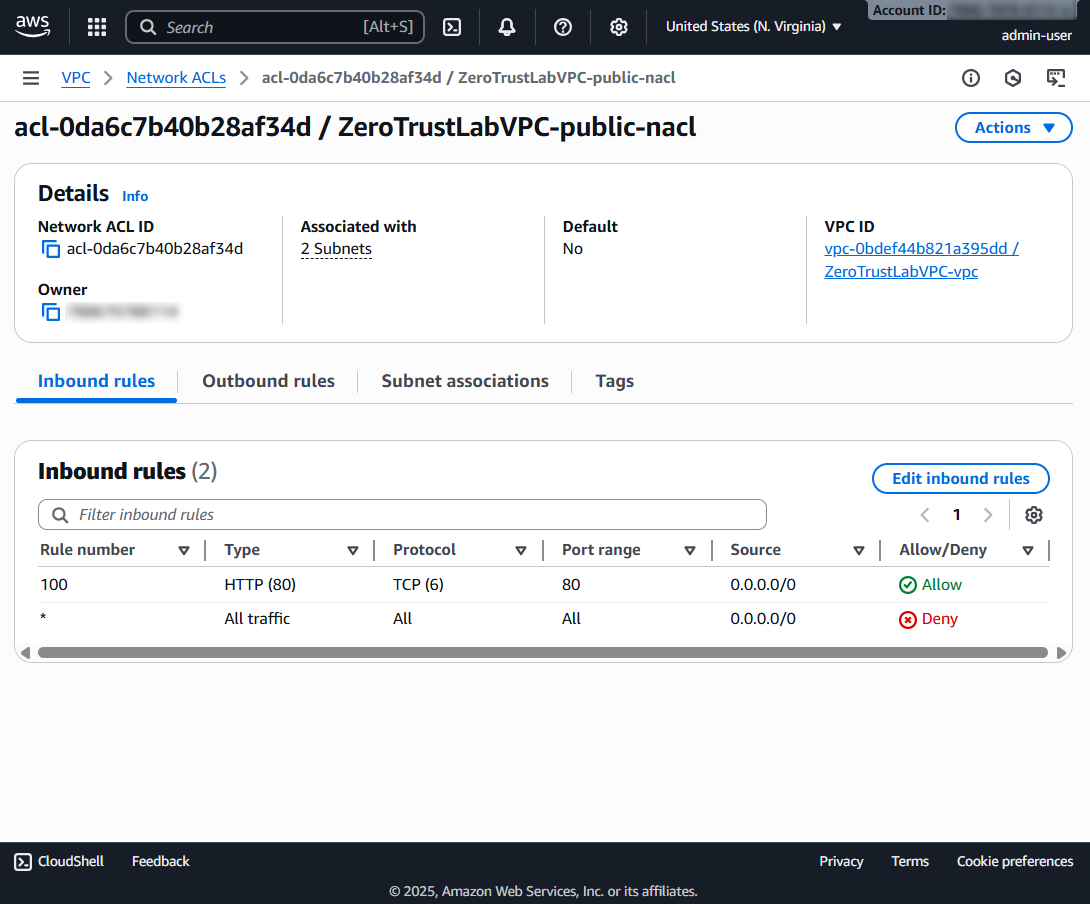 aws Search [Alt+S] United States (N. Virginia) Account ID:
admin-user
VPC Network ACLs acl-0da6c7b40b28af34d / ZeroTrustLabVPC-public-nacl
acl-0da6c7b40b28af34d / ZeroTrustLabVPC-public-nacl Actions
Details Info
Network ACL ID Associated with Default VPC ID
acl-0da6c7b40b28af34d 2 Subnets No vpc-0bdef44b821a395dd /
ZeroTrustLabVPC-vpc
Owner
Inbound rules Outbound rules Subnet associations Tags
Inbound rules (2) Edit inbound rules
Filter inbound rules 1
Rule number Type Protocol Port range Source Allow/Deny
100 HTTP (80) TCP (6) 80 0.0.0.0/0 Allow
* All traffic All All 0.0.0.0/0 Deny
CloudShell Feedback Privacy Terms Cookie preferences
© 2025, Amazon Web Services, Inc. or its affiliates.